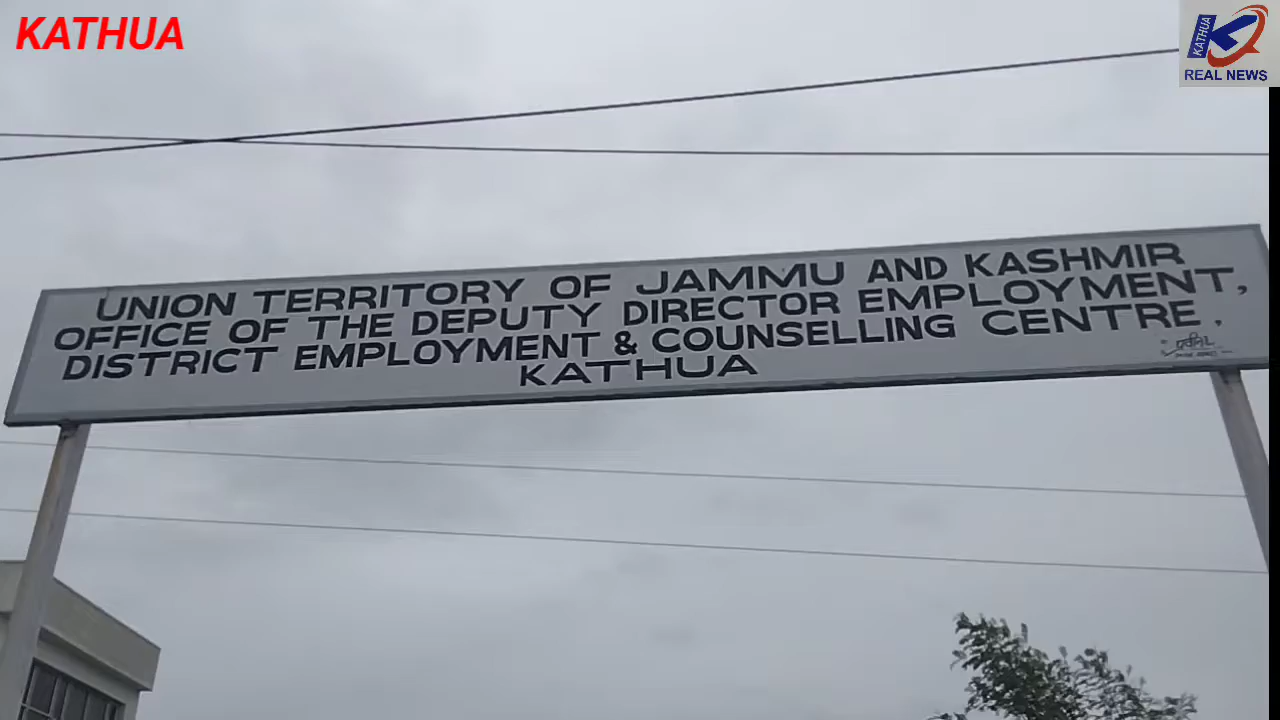 KATHUA
KATHUA
REAL NEWS
UNION TERRITORY OF JAMMU AND KASHMIR
OFFICE OF THE DEPUTY DIRECTOR EMPLOYMENT,
DISTRICT EMPLOYMENT & COUNSELLING CENTRE,
KATHUA